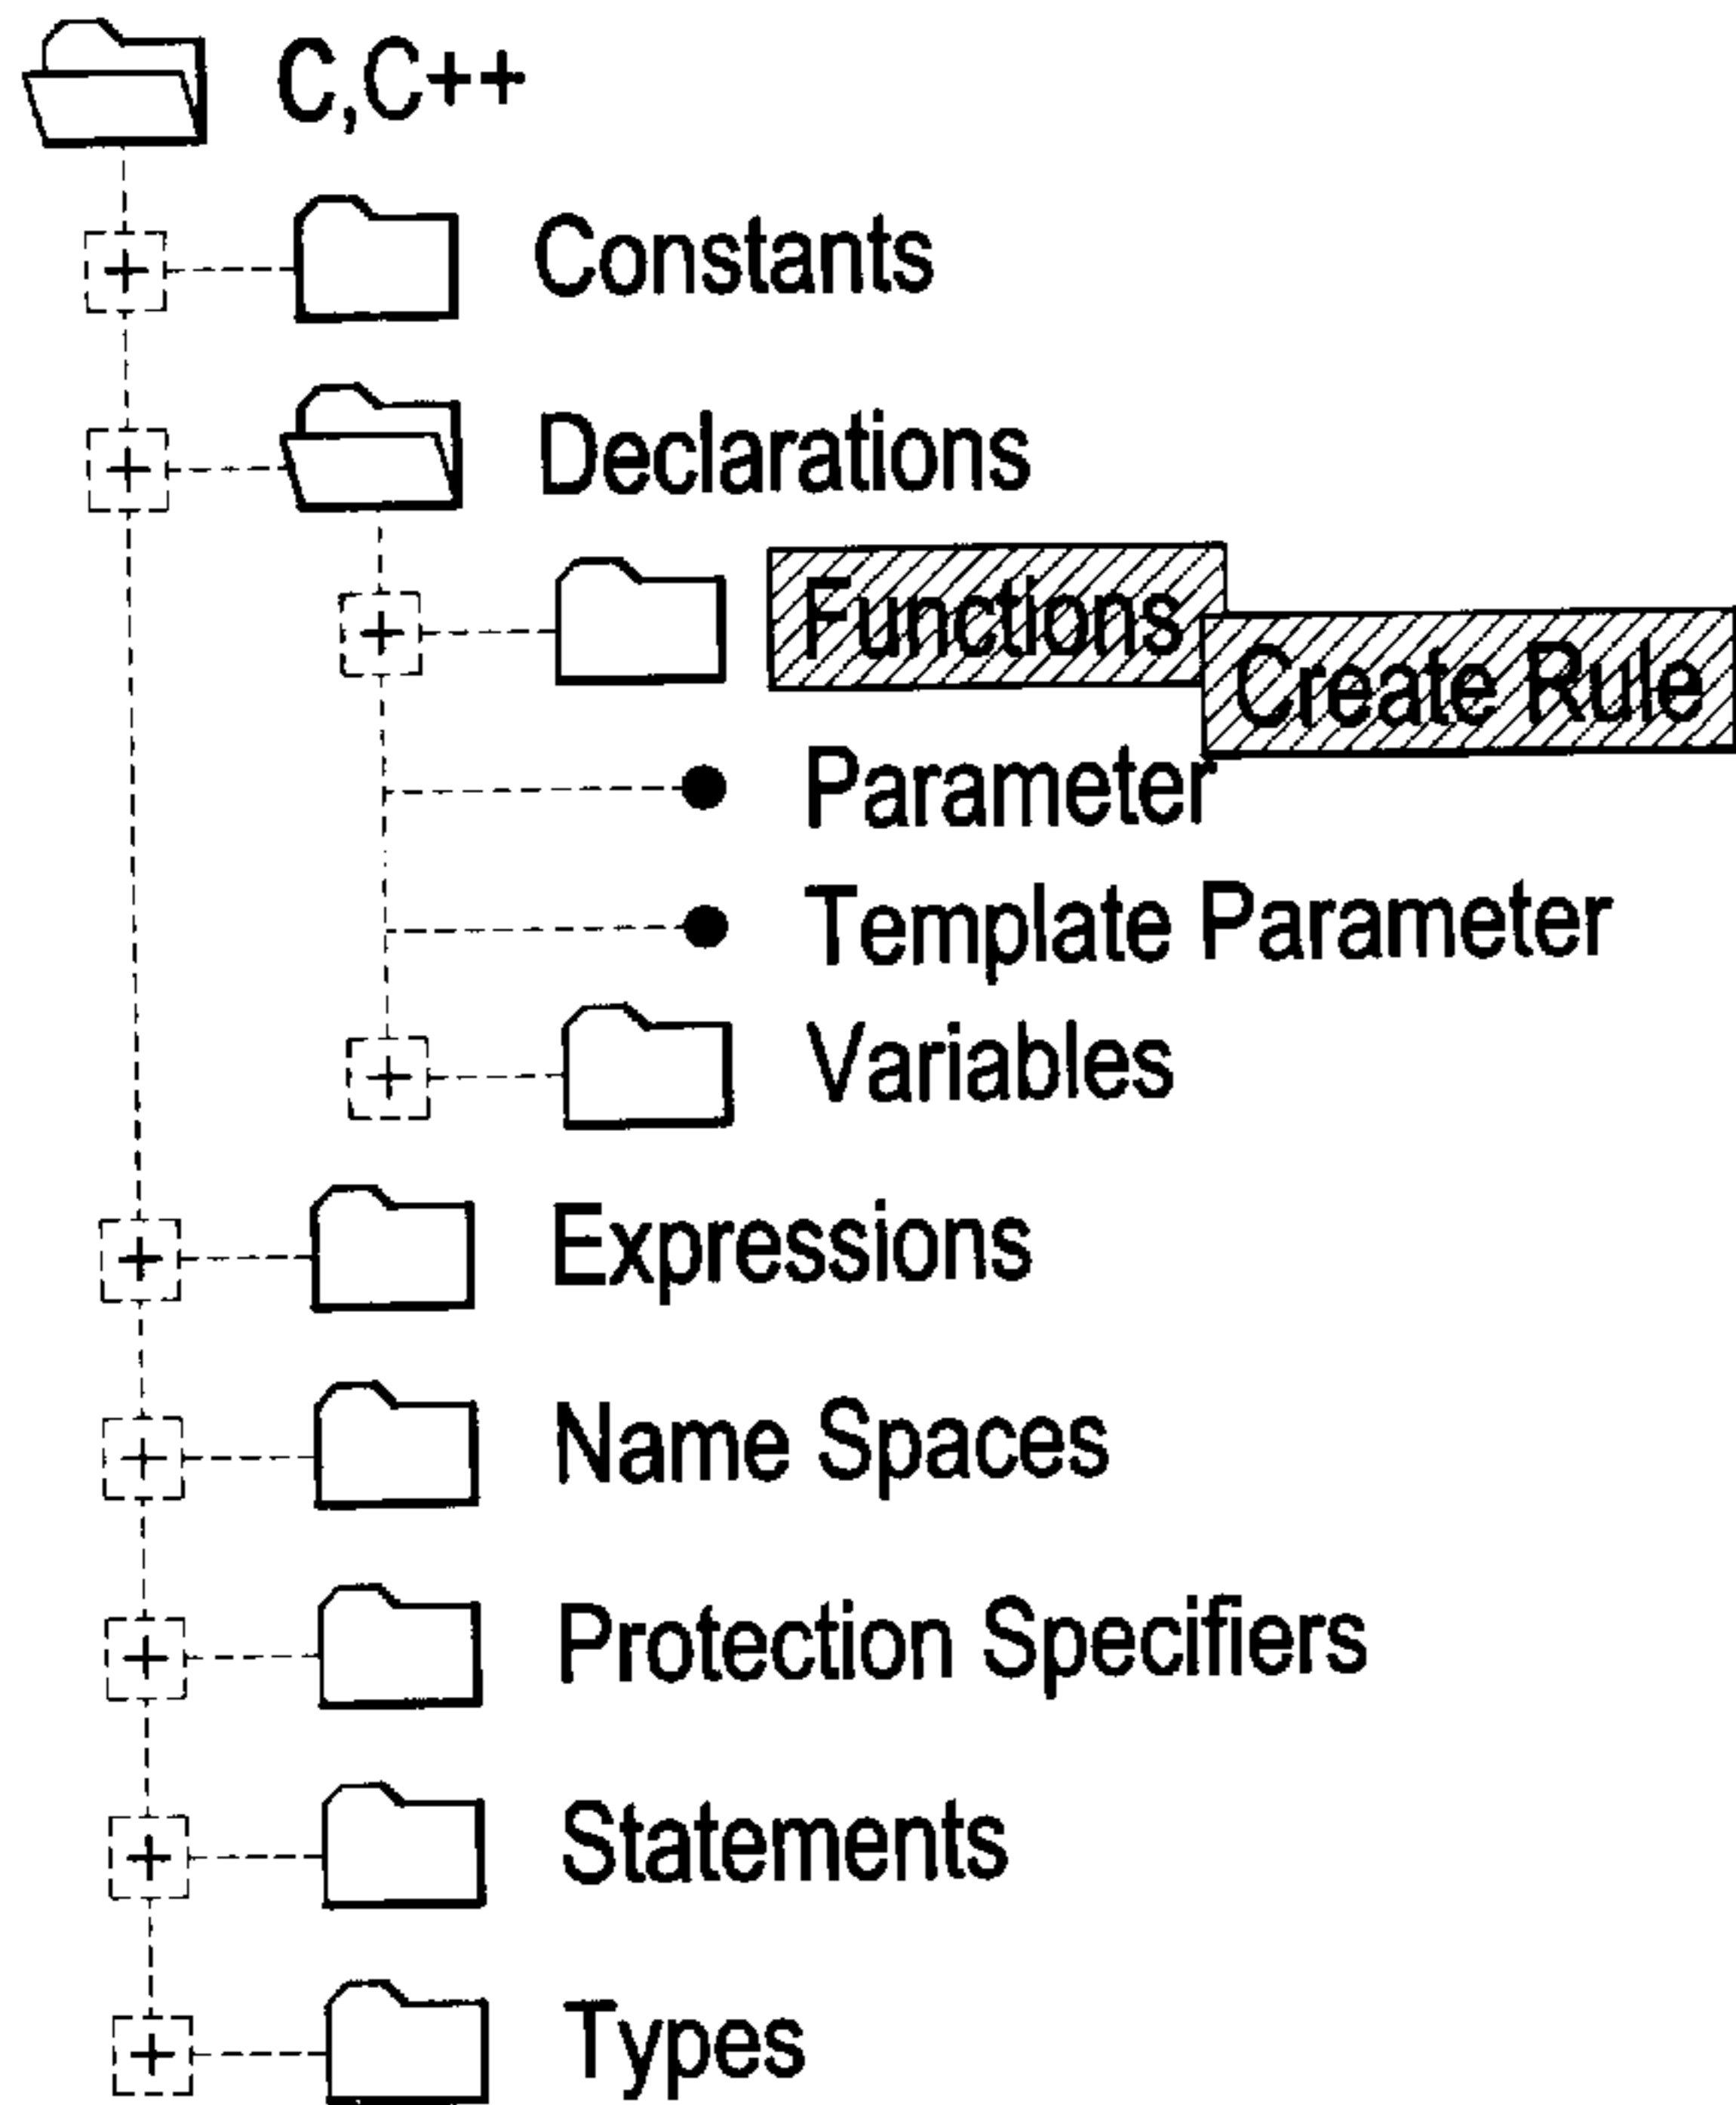 C,C++
Constants
Declarations
Functions
Create Rule
Parameter
Template Parameter
Variables
Expressions
Name Spaces
Protection Specifiers
Statements
Types